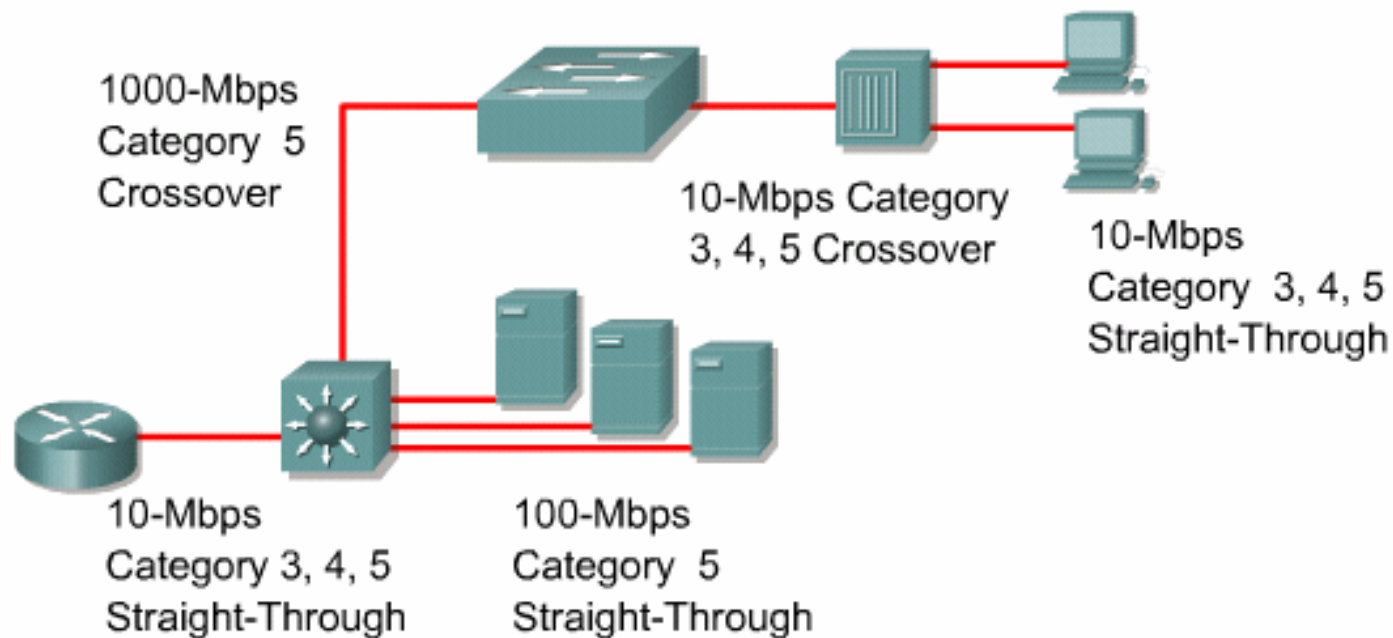 1000-Mbps
Category 5
Crossover
10-Mbps Category
3, 4, 5 Crossover
10-Mbps
Category 3, 4, 5
Straight-Through
10-Mbps
Category 3, 4, 5
Straight-Through
100-Mbps
Category 5
Straight-Through